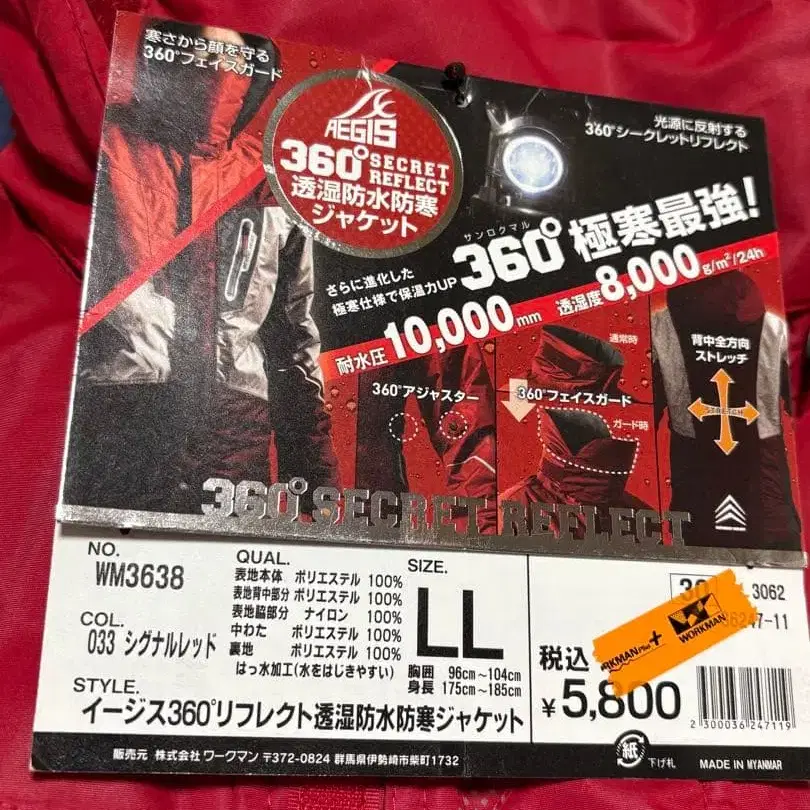 寒さから顔を守る
360°フェイスガード
AEGIS
360° SECRET REFLECT
透湿防水防寒
ジャケット
光源に反射する
360°シークレットリフレクト
サンロクマル
360°極寒最強!
さらに進化した
極寒仕様で保温力UP
耐水圧 10,000mm 透湿度 8,000g/m²/24h
360°アジャスター
360°フェイスガード
通常時
ガード時
背中全方向
ストレッチ
STRETCH
360°SECRET REFLECT
NO.
WM3638
COL.
033 シグナルレッド
QUAL.
表地本体 ポリエステル 100%
表地背中部分 ポリエステル 100%
表地脇部分 ナイロン 100%
中わた ポリエステル 100%
裏地 ポリエステル 100%
はっ水加工(水をはじきやすい)
SIZE.
LL
胸囲 96cm~104cm
身長 175cm~185cm
STYLE.
イージス360°リフレクト透湿防水防寒ジャケット
3062
247-11
WORKMAN Plus + WORKMAN
税込
¥5,800
2300036247119
販売元 株式会社 ワークマン 〒372-0824 群馬県伊勢崎市柴町1732
紙 下げ札
MADE IN MYANMAR